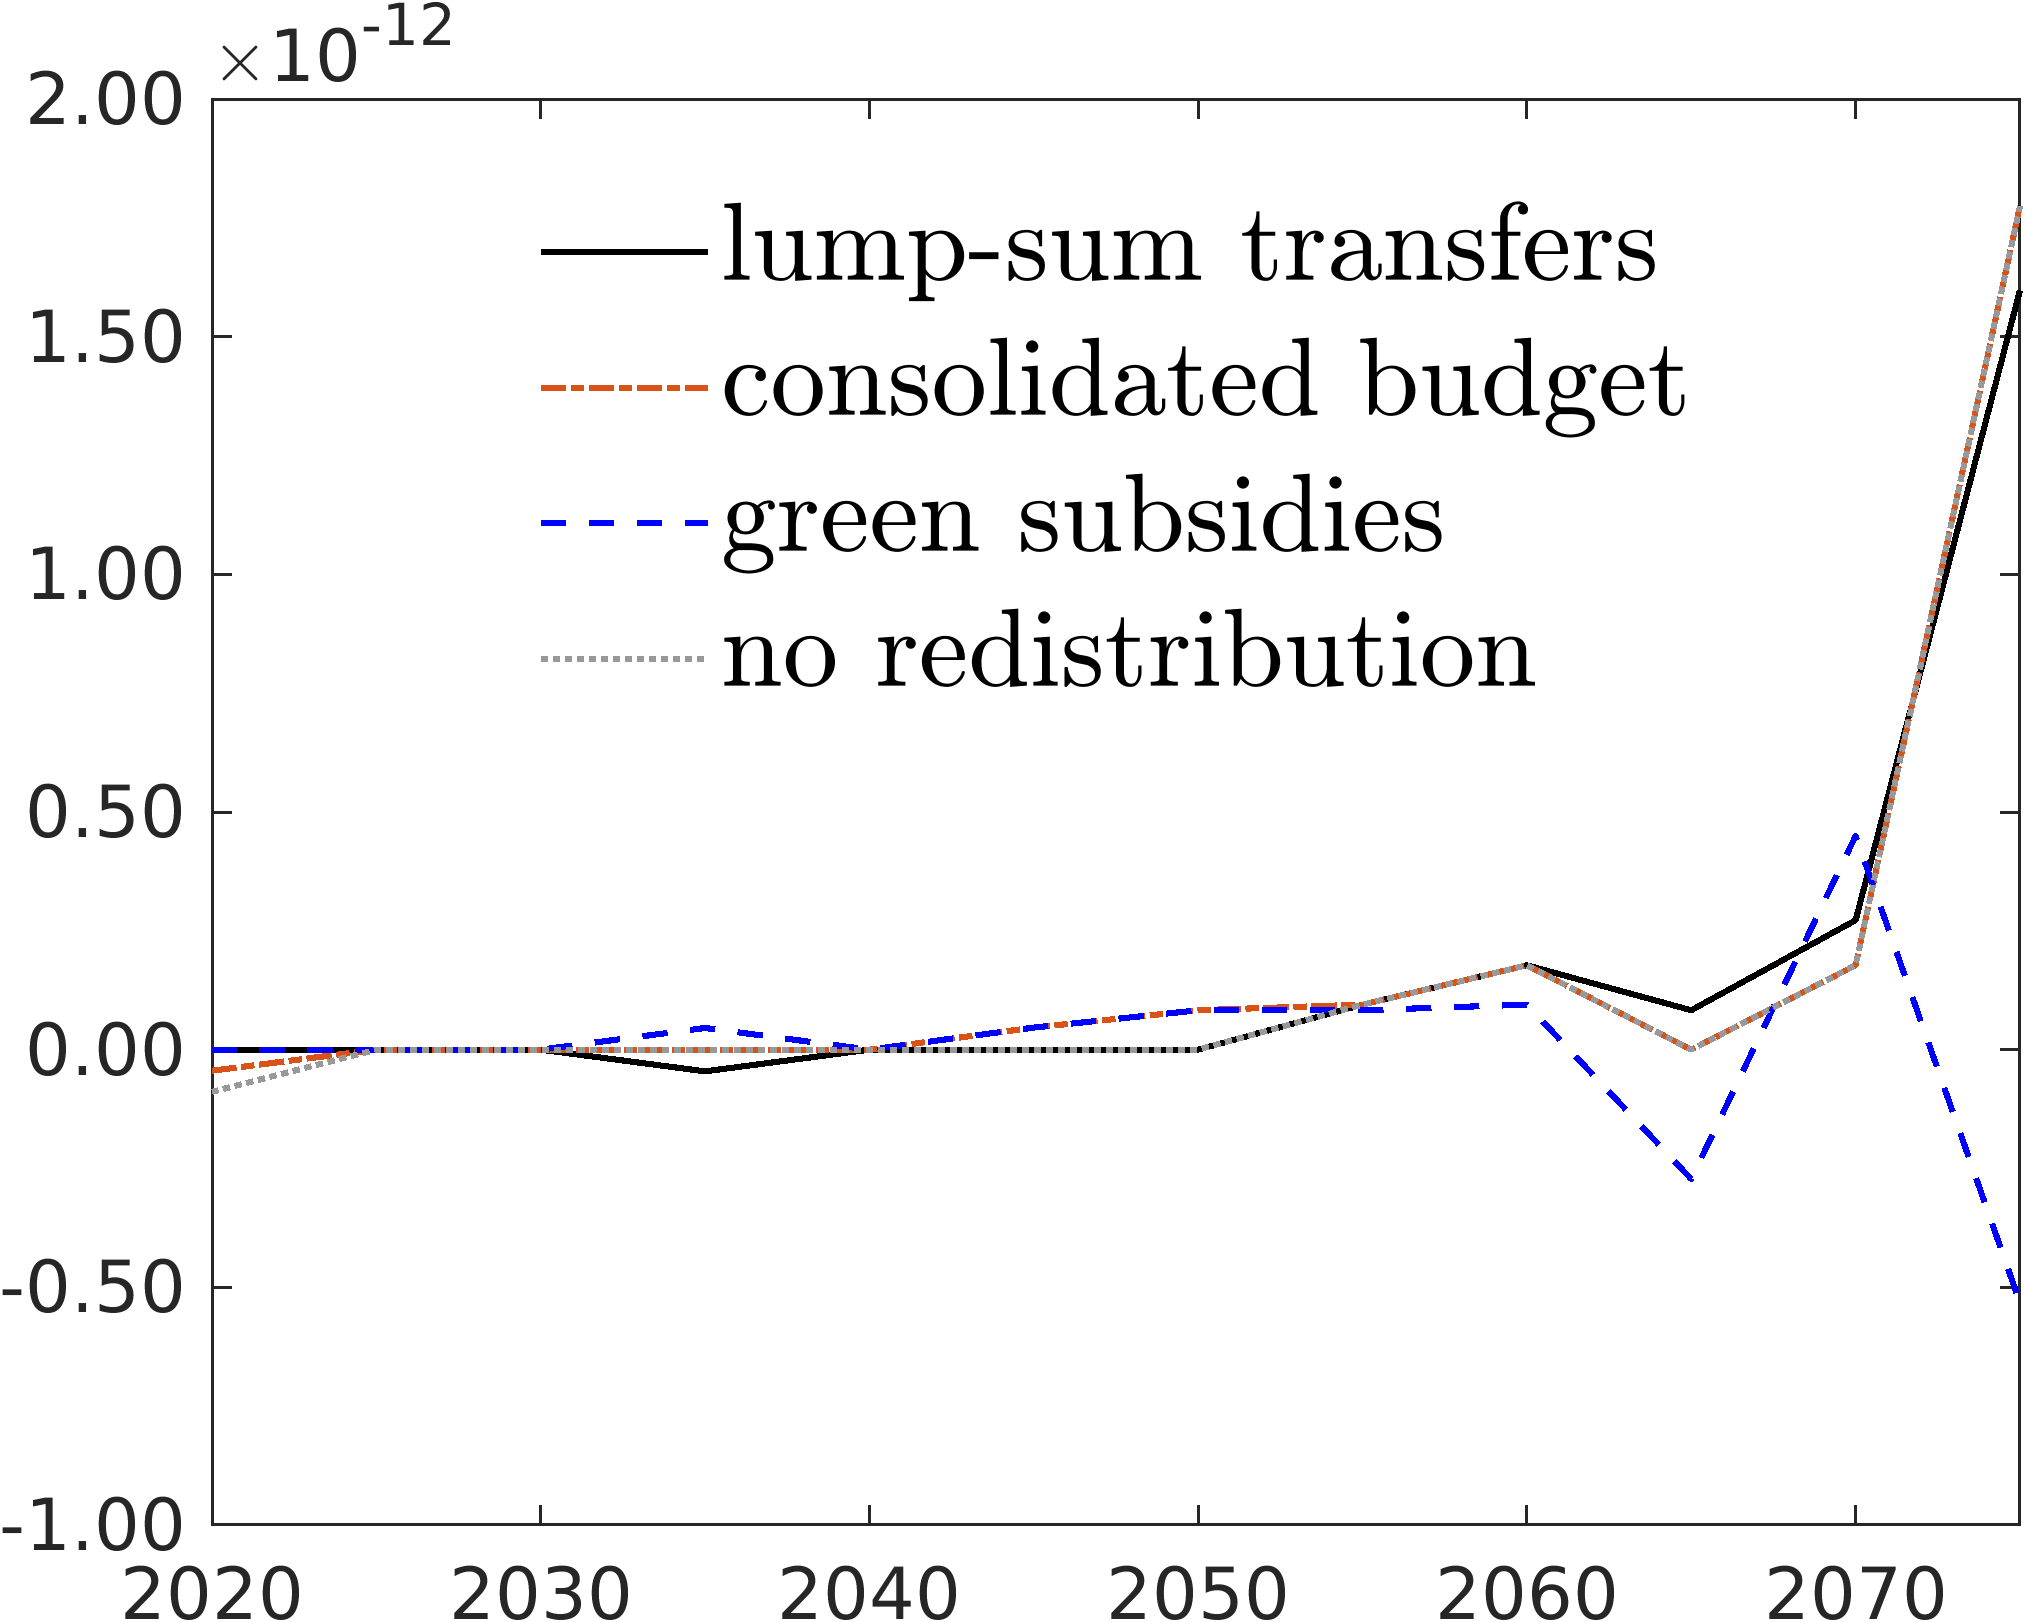 ×10-12
2.00
1.50
1.00
0.50
0.00
-0.50
-1.00
lump-sum transfers
consolidated budget
green subsidies
no redistribution
2020 2030 2040 2050 2060 2070